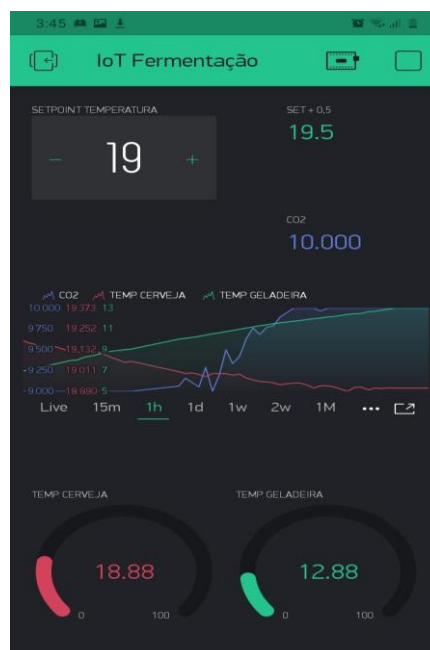 3:45
IoT Fermentação
SETPOINT TEMPERATURA
SET + 0,5
- 19 +
19.5
CO2
10.000
CO2 TEMP CERVEJA TEMP GELADEIRA
10 000 19 373 13
9 750 19 252 11
9 500 19,132 9
9 250 19 011 7
9 000 18 890 5
Live 15m 1h 1d 1w 2w 1M ...
TEMP CERVEJA TEMP GELADEIRA
18.88 12.88
0 100 0 100